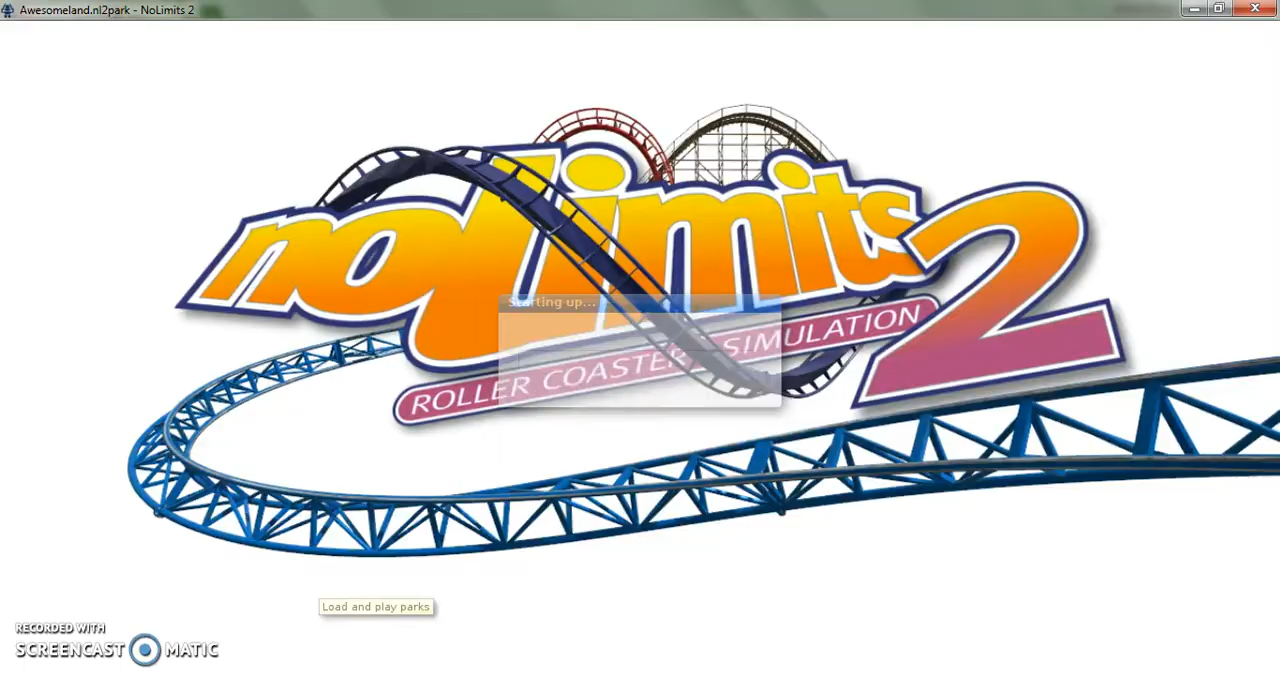 Awesomeland.nl2park - NoLimits 2
noLimits 2
Starting up...
ROLLER COASTER SIMULATION
Load and play parks
RECORDED WITH
SCREENCAST MATIC